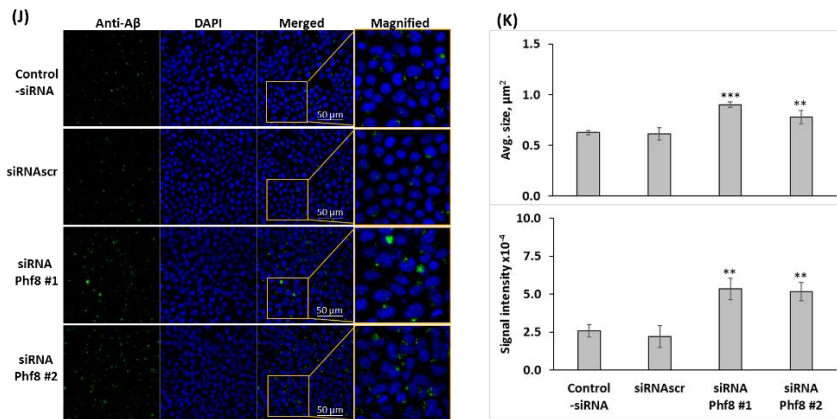 (J)
Anti-Aβ DAPI Merged Magnified
Control
-siRNA
50 µm
siRNAscr
50 µm
siRNA
Phf8 #1
50 µm
siRNA
Phf8 #2
50 µm
(K)
Avg. size, µm²
1.5
1.0
0.5
0.0
***
**
Signal intensity x10-4
10.0
7.5
5.0
2.5
0.0
**
**
Control
-siRNA
siRNAscr
siRNA
Phf8 #1
siRNA
Phf8 #2